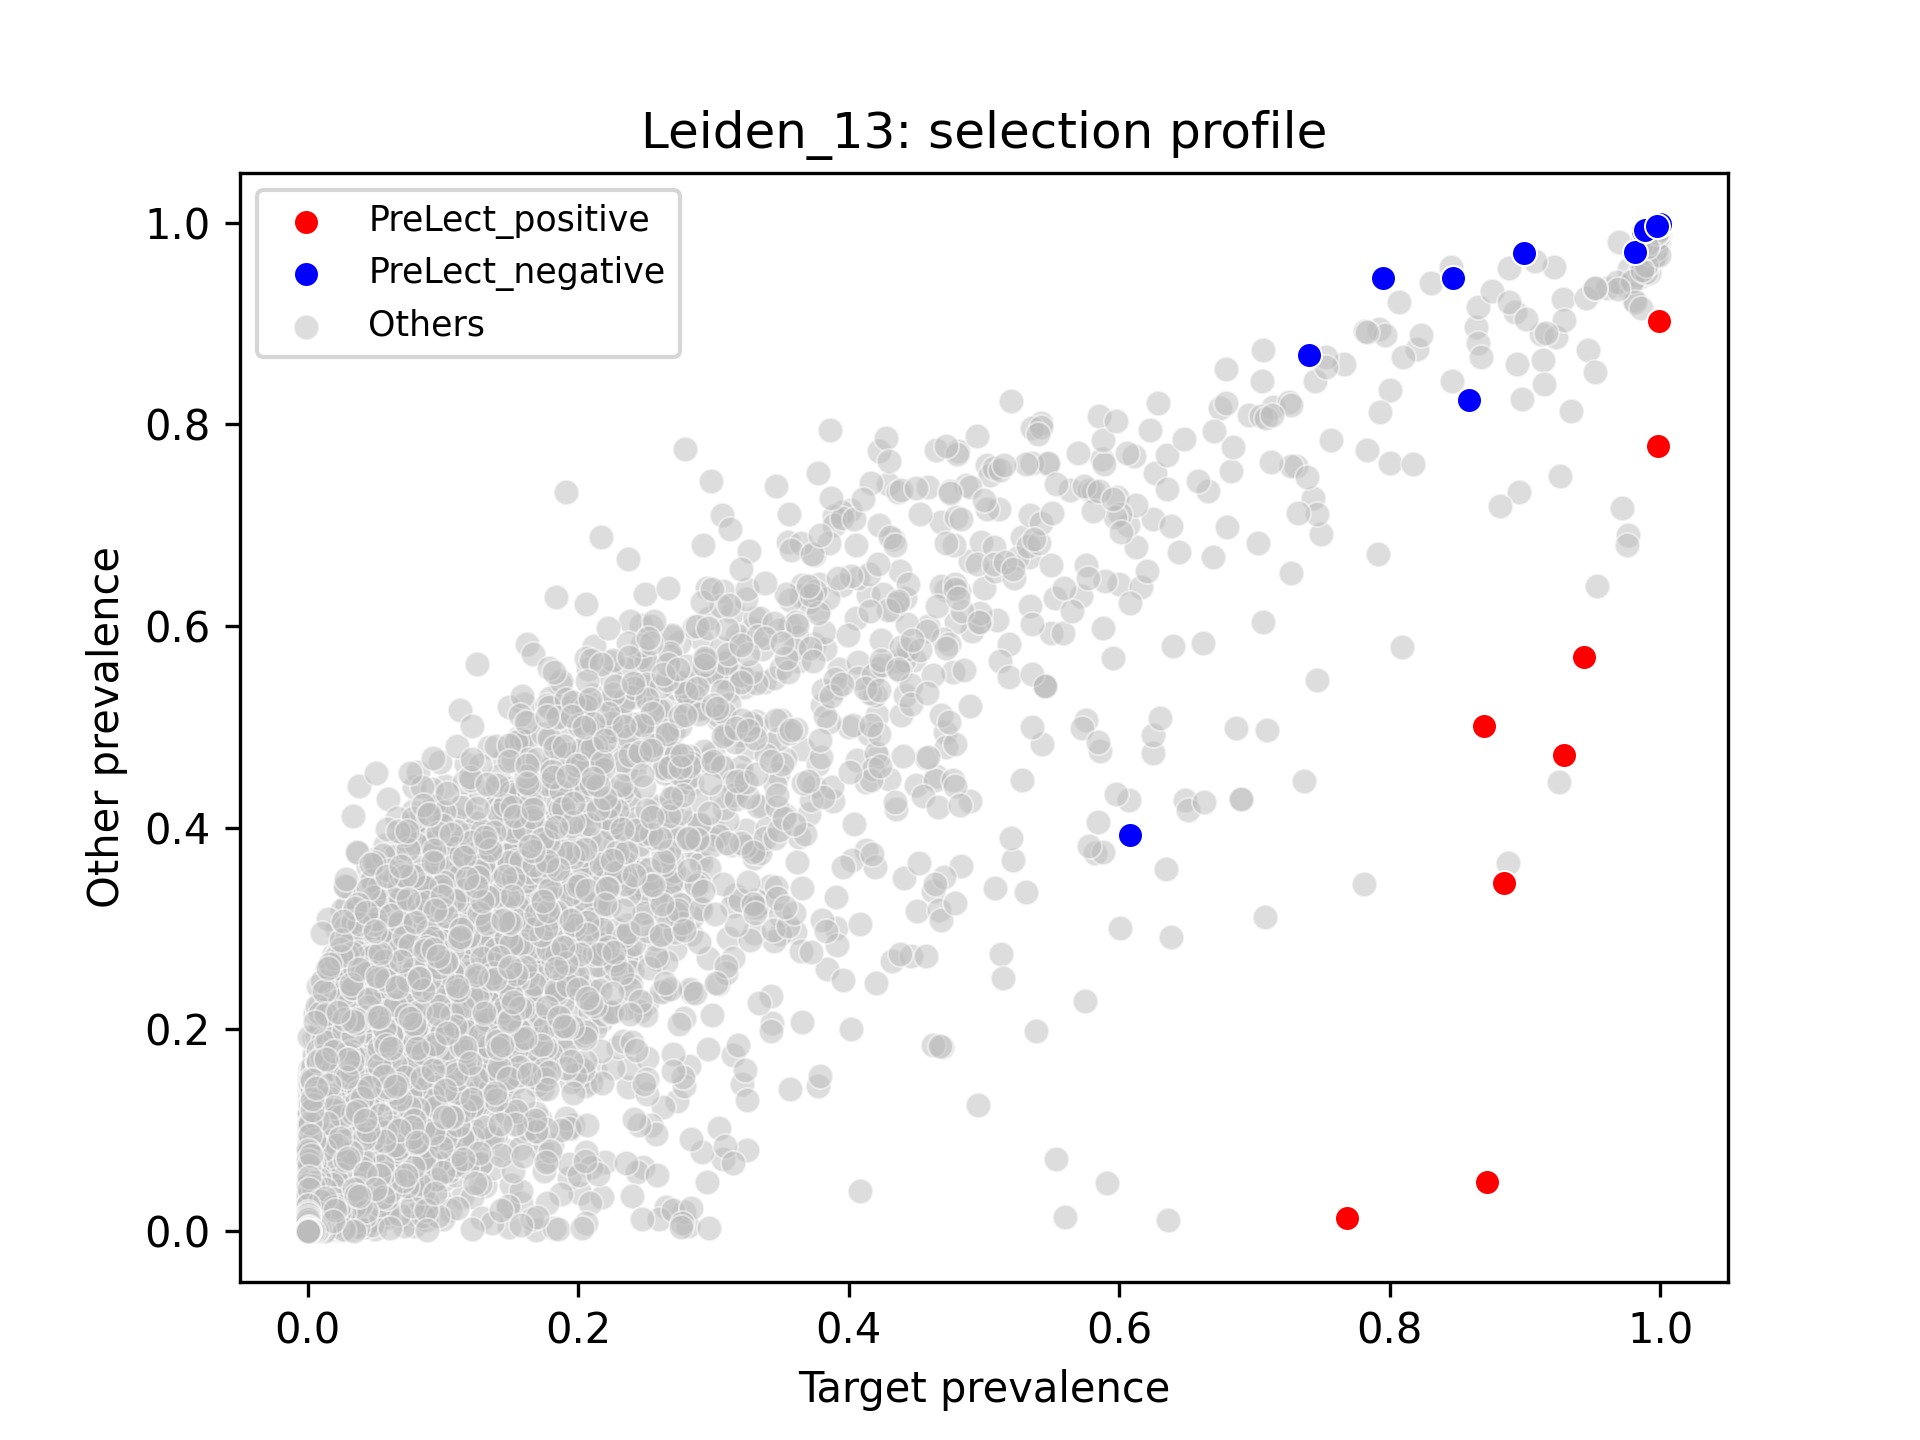 Leiden_13: selection profile
PreLect_positive
PreLect_negative
Others
1.0
0.8
0.6
0.4
0.2
0.0
Other prevalence
0.0 0.2 0.4 0.6 0.8 1.0
Target prevalence